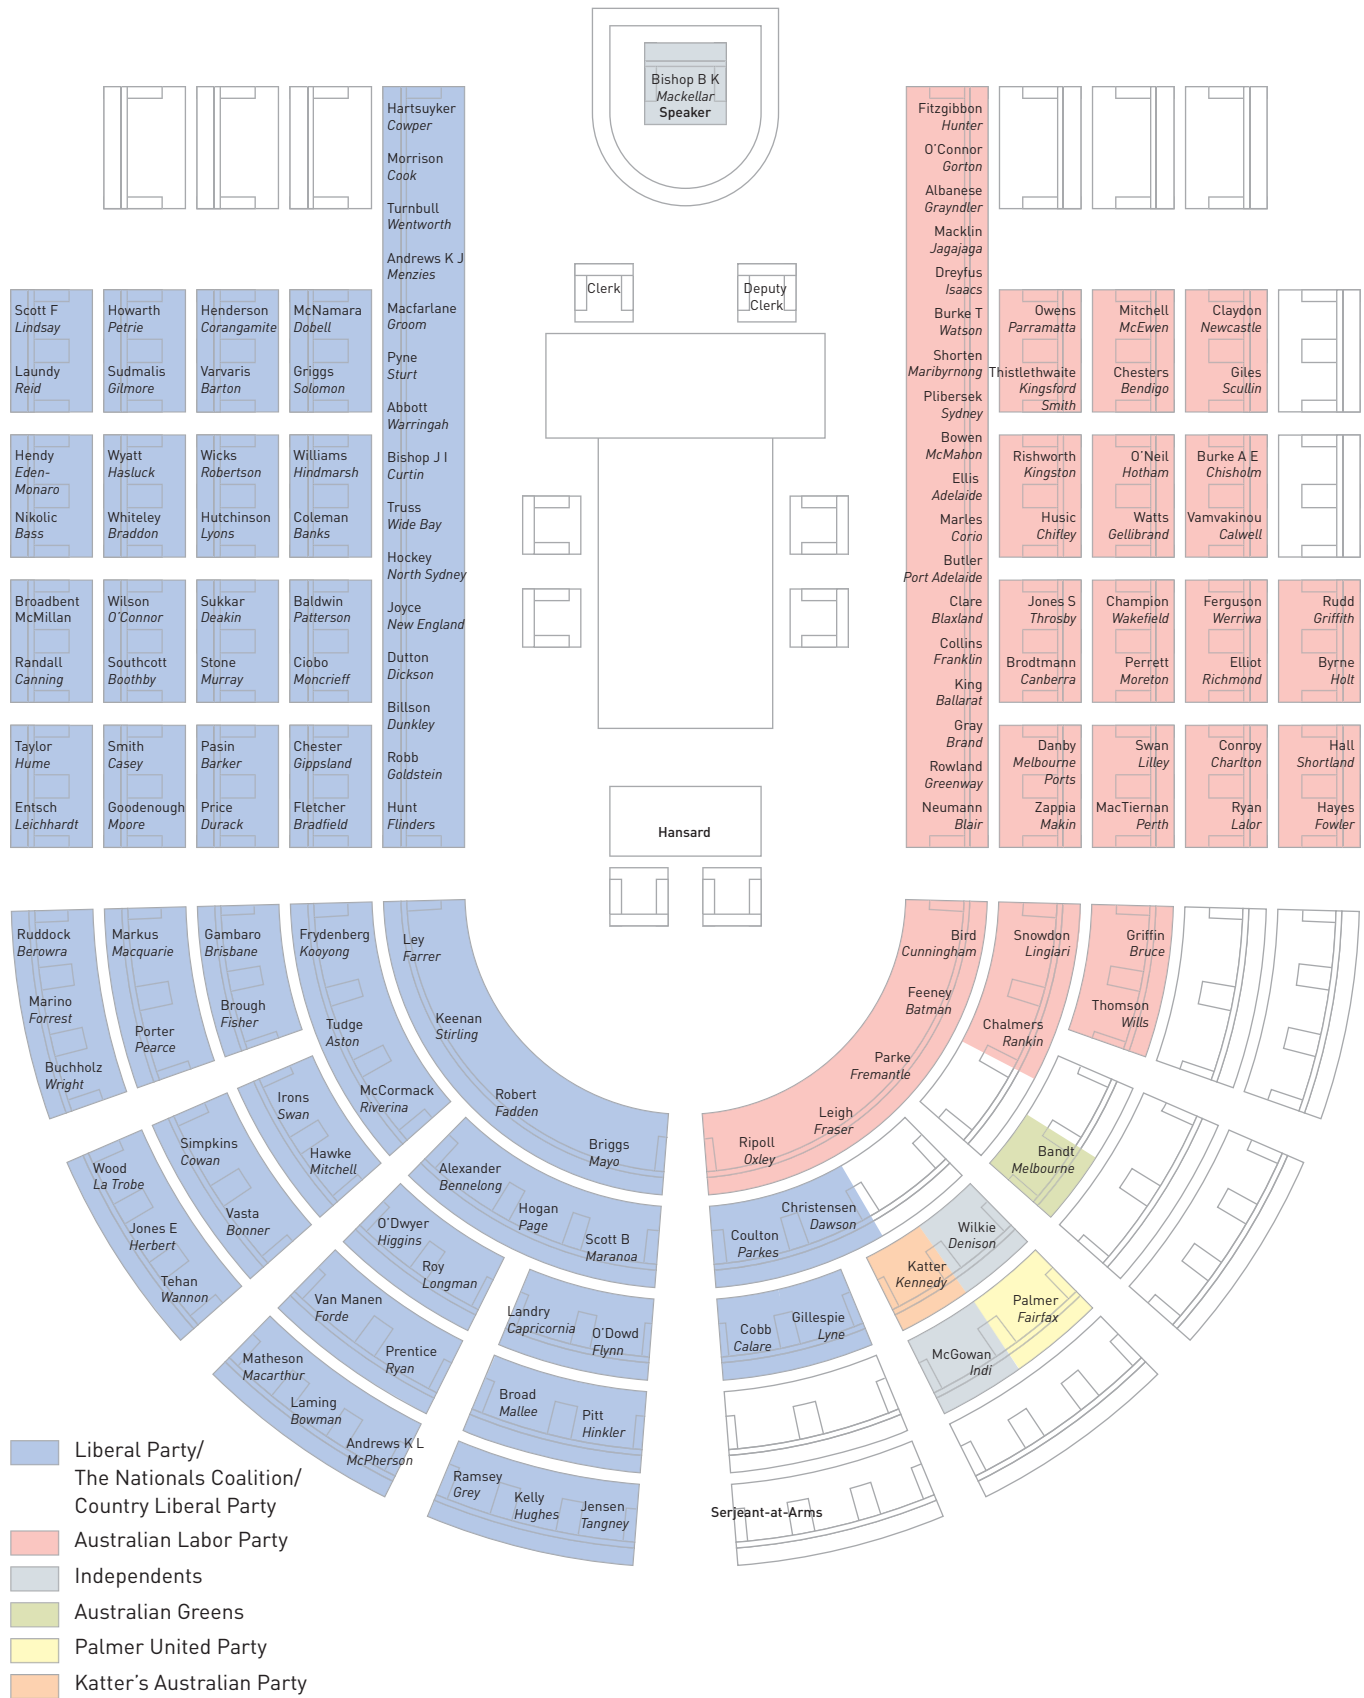 Bishop B K
Mackellar
Speaker
Clerk
Deputy
Clerk
Hansard
Hartsuyker
Cowper
Morrison
Cook
Turnbull
Wentworth
Andrews K J
Menzies
Macfarlane
Groom
Pyne
Sturt
Abbott
Warringah
Bishop J I
Curtin
Truss
Wide Bay
Hockey
North Sydney
Joyce
New England
Dutton
Dickson
Billson
Dunkley
Robb
Goldstein
Hunt
Flinders
Fitzgibbon
Hunter
O'Connor
Gorton
Albanese
Grayndler
Macklin
Jagajaga
Dreyfus
Isaacs
Burke T
Watson
Shorten
Maribyrnong
Plibersek
Sydney
Bowen
McMahon
Ellis
Adelaide
Marles
Corio
Butler
Port Adelaide
Clare
Blaxland
Collins
Franklin
King
Ballarat
Gray
Brand
Rowland
Greenway
Neumann
Blair
Scott F
Lindsay
Laundy
Reid
Howarth
Petrie
Sudmalis
Gilmore
Henderson
Corangamite
Varvaris
Barton
McNamara
Dobell
Griggs
Solomon
Owens
Parramatta
Thistlethwaite
Kingsford
Smith
Mitchell
McEwen
Chesters
Bendigo
Claydon
Newcastle
Giles
Scullin
Hendy
Eden-
Monaro
Nikolic
Bass
Wyatt
Hasluck
Whiteley
Braddon
Wicks
Robertson
Hutchinson
Lyons
Williams
Hindmarsh
Coleman
Banks
Rishworth
Kingston
Husic
Chifley
O'Neil
Hotham
Watts
Gellibrand
Burke A E
Chisholm
Vamvakinou
Calwell
Broadbent
McMillan
Randall
Canning
Wilson
O'Connor
Southcott
Boothby
Sukkar
Deakin
Stone
Murray
Baldwin
Patterson
Ciobo
Moncrieff
Jones S
Throsby
Brodtmann
Canberra
Champion
Wakefield
Perrett
Moreton
Ferguson
Werriwa
Elliot
Richmond
Rudd
Griffith
Byrne
Holt
Taylor
Hume
Entsch
Leichhardt
Smith
Casey
Goodenough
Moore
Pasin
Barker
Price
Durack
Chester
Gippsland
Fletcher
Bradfield
Danby
Melbourne
Ports
Zappia
Makin
Swan
Lilley
MacTiernan
Perth
Conroy
Charlton
Ryan
Lalor
Hall
Shortland
Hayes
Fowler
Ruddock
Berowra
Marino
Forrest
Buchholz
Wright
Markus
Macquarie
Porter
Pearce
Gambaro
Brisbane
Brough
Fisher
Frydenberg
Kooyong
Tudge
Aston
McCormack
Riverina
Ley
Farrer
Keenan
Stirling
Robert
Fadden
Briggs
Mayo
Bird
Cunningham
Feeney
Batman
Parke
Fremantle
Leigh
Fraser
Ripoll
Oxley
Snowdon
Lingiari
Chalmers
Rankin
Griffin
Bruce
Thomson
Wills
Wood
La Trobe
Jones E
Herbert
Tehan
Wannon
Simpkins
Cowan
Vasta
Bonner
Irons
Swan
Hawke
Mitchell
Alexander
Bennelong
Hogan
Page
Scott B
Maranoa
O'Dwyer
Higgins
Roy
Longman
Van Manen
Forde
Prentice
Ryan
Matheson
Macarthur
Laming
Bowman
Andrews K L
McPherson
Landry
Capricornia
O'Dowd
Flynn
Broad
Mallee
Pitt
Hinkler
Ramsey
Grey
Kelly
Hughes
Jensen
Tangney
Christensen
Dawson
Coulton
Parkes
Gillespie
Lyne
Cobb
Calare
Bandt
Melbourne
Wilkie
Denison
Katter
Kennedy
Palmer
Fairfax
McGowan
Indi
Serjeant-at-Arms
Liberal Party/
The Nationals Coalition/
Country Liberal Party
Australian Labor Party
Independents
Australian Greens
Palmer United Party
Katter's Australian Party